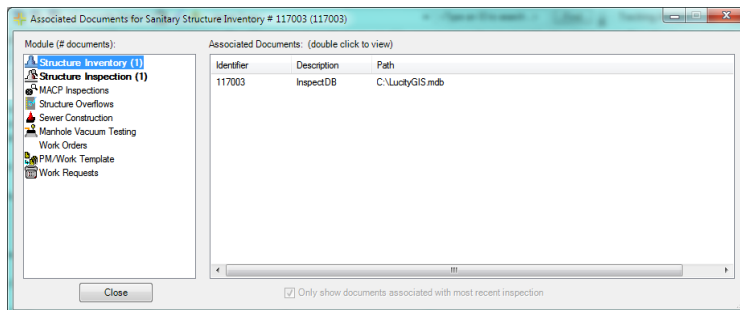 Associated Documents for Sanitary Structure Inventory # 117003 (117003)
Module (# documents):
Structure Inventory (1)
Structure Inspection (1)
MACP Inspections
Structure Overflows
Sewer Construction
Manhole Vacuum Testing
Work Orders
PM/Work Template
Work Requests
Associated Documents: (double click to view)
Identifier Description Path
117003 InspectDB C:\LucityGIS.mdb
Close
Only show documents associated with most recent inspection